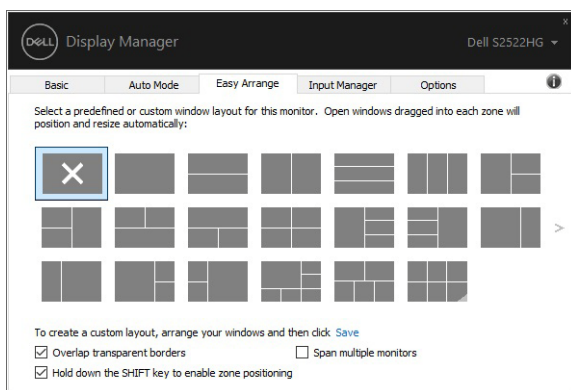 x
DELL Display Manager Dell S2522HG
Basic Auto Mode Easy Arrange Input Manager Options
Select a predefined or custom window layout for this monitor. Open windows dragged into each zone will
position and resize automatically:
To create a custom layout, arrange your windows and then click Save
Overlap transparent borders Span multiple monitors
Hold down the SHIFT key to enable zone positioning